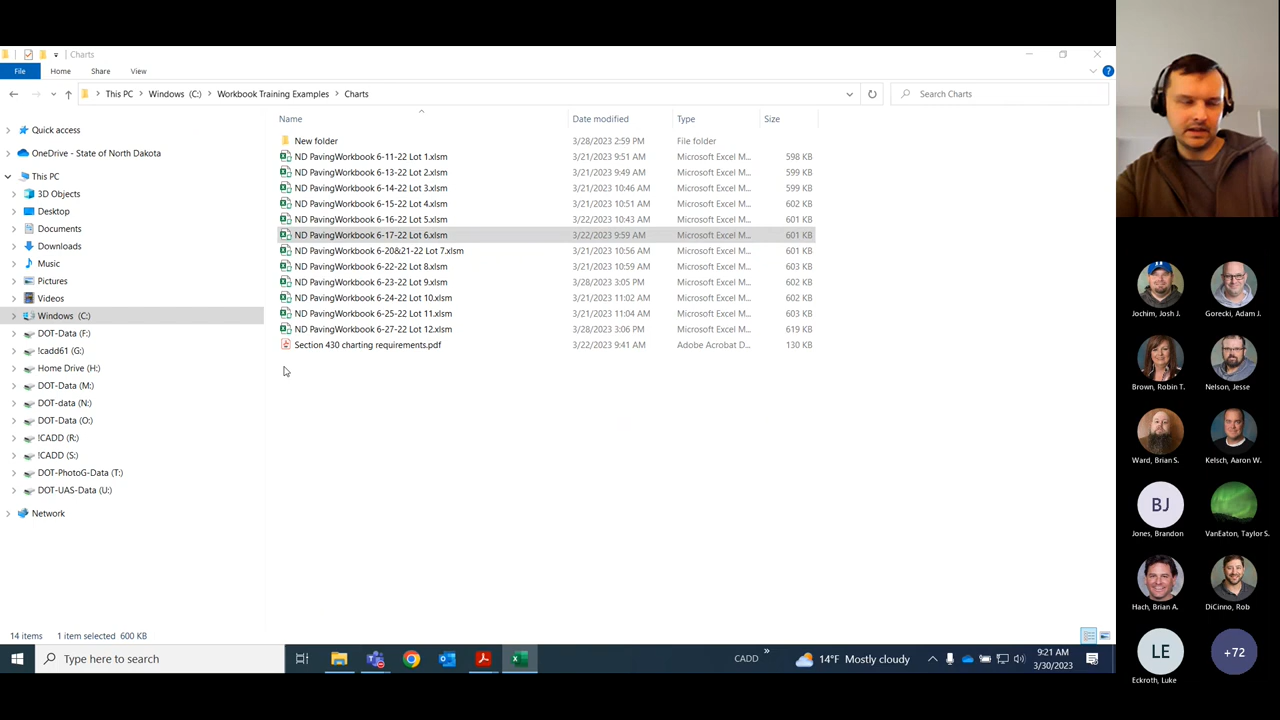 Charts
File Home Share View
This PC > Windows (C:) > Workbook Training Examples > Charts
Search Charts
Name Date modified Type Size
Quick access
OneDrive - State of North Dakota
This PC
3D Objects
Desktop
Documents
Downloads
Music
Pictures
Videos
Windows (C:)
DOT-Data (F:)
!cadd61 (G:)
Home Drive (H:)
DOT-Data (M:)
DOT-data (N:)
DOT-Data (O:)
!CADD (R:)
!CADD (S:)
DOT-PhotoG-Data (T:)
DOT-UAS-Data (U:)
Network
New folder 3/28/2023 2:59 PM File folder
ND PavingWorkbook 6-11-22 Lot 1.xlsm 3/21/2023 9:51 AM Microsoft Excel M... 598 KB
ND PavingWorkbook 6-13-22 Lot 2.xlsm 3/21/2023 9:49 AM Microsoft Excel M... 599 KB
ND PavingWorkbook 6-14-22 Lot 3.xlsm 3/21/2023 10:46 AM Microsoft Excel M... 599 KB
ND PavingWorkbook 6-15-22 Lot 4.xlsm 3/21/2023 10:51 AM Microsoft Excel M... 602 KB
ND PavingWorkbook 6-16-22 Lot 5.xlsm 3/22/2023 10:43 AM Microsoft Excel M... 601 KB
ND PavingWorkbook 6-17-22 Lot 6.xlsm 3/22/2023 9:59 AM Microsoft Excel M... 601 KB
ND PavingWorkbook 6-20&21-22 Lot 7.xlsm 3/21/2023 10:56 AM Microsoft Excel M... 601 KB
ND PavingWorkbook 6-22-22 Lot 8.xlsm 3/21/2023 10:59 AM Microsoft Excel M... 603 KB
ND PavingWorkbook 6-23-22 Lot 9.xlsm 3/28/2023 3:05 PM Microsoft Excel M... 602 KB
ND PavingWorkbook 6-24-22 Lot 10.xlsm 3/21/2023 11:02 AM Microsoft Excel M... 602 KB
ND PavingWorkbook 6-25-22 Lot 11.xlsm 3/21/2023 11:04 AM Microsoft Excel M... 603 KB
ND PavingWorkbook 6-27-22 Lot 12.xlsm 3/28/2023 3:06 PM Microsoft Excel M... 619 KB
Section 430 charting requirements.pdf 3/22/2023 9:41 AM Adobe Acrobat D... 130 KB
14 items 1 item selected 600 KB
Type here to search
CADD
14°F Mostly cloudy
9:21 AM
3/30/2023
Jochim, Josh J. Gorecki, Adam J.
Brown, Robin T. Nelson, Jesse
Ward, Brian S. Kelsch, Aaron W.
BJ
Jones, Brandon VanEaton, Taylor S.
Hach, Brian A. DiCinno, Rob
LE +72
Eckroth, Luke